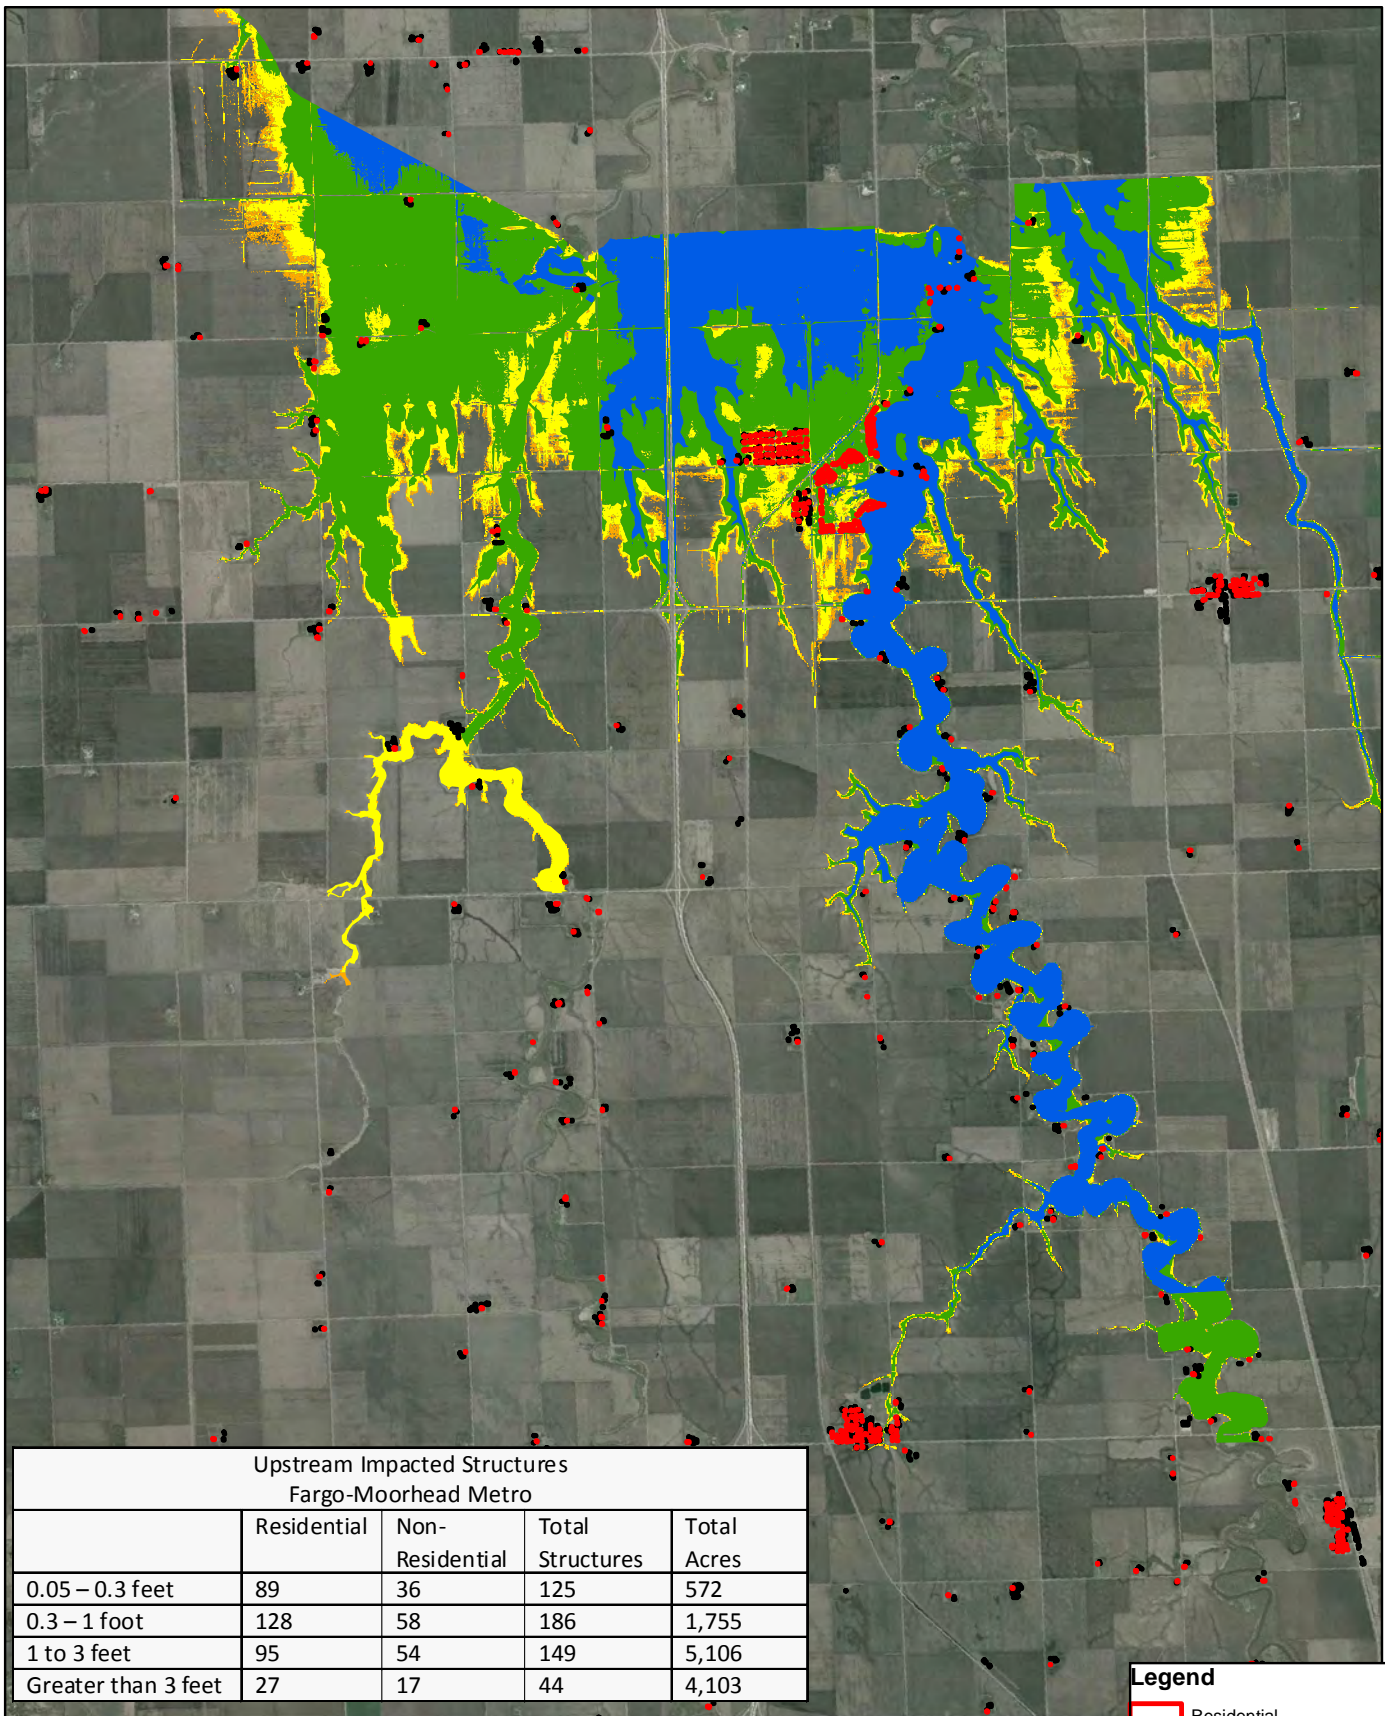 Upstream Impacted Structures
Fargo-Moorhead Metro
Residential Non- Total Total
Residential Structures Acres
0.05 – 0.3 feet 89 36 125 572
0.3 – 1 foot 128 58 186 1,755
1 to 3 feet 95 54 149 5,106
Greater than 3 feet 27 17 44 4,103
Legend
Residential